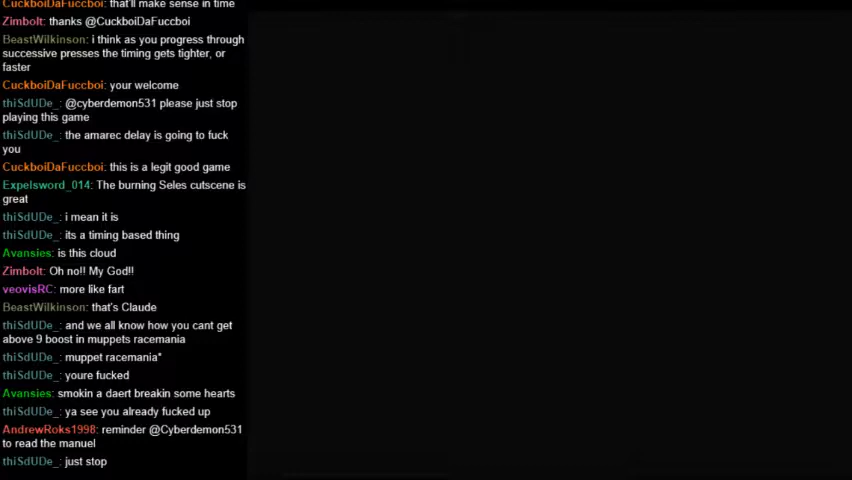 CuckboiDaFuccboi: that'll make sense in time
Zimbolt: thanks @CuckboiDaFuccboi
BeastWilkinson: i think as you progress through
successive presses the timing gets tighter, or
faster
CuckboiDaFuccboi: your welcome
thiSdUDe_: @cyberdemon531 please just stop
playing this game
thiSdUDe_: the amarec delay is going to fuck
you
CuckboiDaFuccboi: this is a legit good game
Expelsword_014: The burning Seles cutscene is
great
thiSdUDe_: i mean it is
thiSdUDe_: its a timing based thing
Avansies: is this cloud
Zimbolt: Oh no!! My God!!
veovisRC: more like fart
BeastWilkinson: that's Claude
thiSdUDe_: and we all know how you cant get
above 9 boost in muppets racemania
thiSdUDe_: muppet racemania*
thiSdUDe_: youre fucked
Avansies: smokin a daert breakin some hearts
thiSdUDe_: ya see you already fucked up
AndrewRoks1998: reminder @Cyberdemon531
to read the manuel
thiSdUDe_: just stop